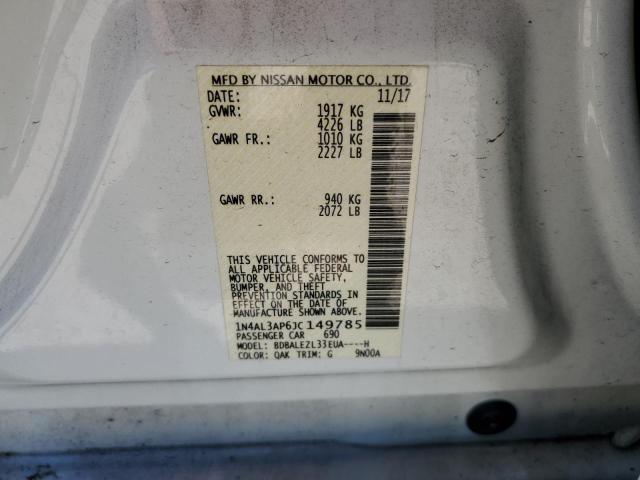 MFD BY NISSAN MOTOR CO., LTD.
DATE: 11/17
GVWR: 1917 KG
4226 LB
GAWR FR.: 1010 KG
2227 LB
GAWR RR.: 940 KG
2072 LB
THIS VEHICLE CONFORMS TO
ALL APPLICABLE FEDERAL
MOTOR VEHICLE SAFETY,
BUMPER, AND THEFT
PREVENTION STANDARDS IN
EFFECT ON THE DATE OF
MANUFACTURE SHOWN ABOVE.
1N4AL3AP6JC149785
PASSENGER CAR 690
MODEL: BDBALEZL33EUA----H
COLOR: QAK TRIM: G 9N00A